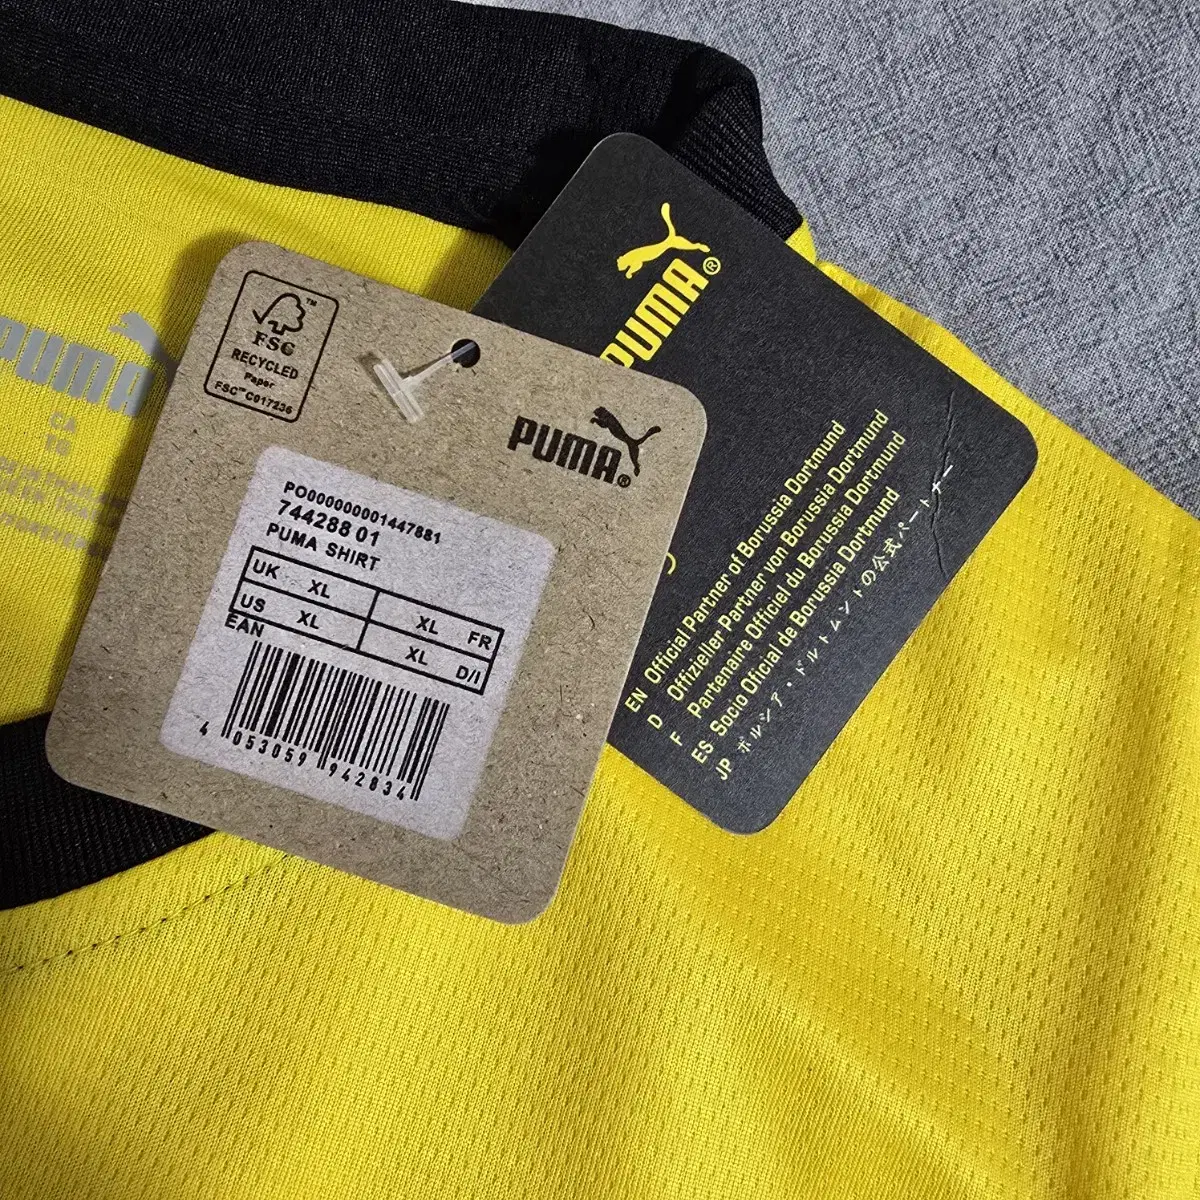 PUMA
FSC™
RECYCLED
Paper
FSC™ C017236
PUMA®
PO000000001447881
744288 01
PUMA SHIRT
UK XL XL FR
US XL XL D/I
EAN
4 053059 942834
PUMA®
EN Official Partner of Borussia Dortmund
D Offizieller Partner von Borussia Dortmund
F Partenaire Officiel du Borussia Dortmund
ES Socio Oficial de Borussia Dortmund
JP ボルシア・ドルトムントの公式パートナー